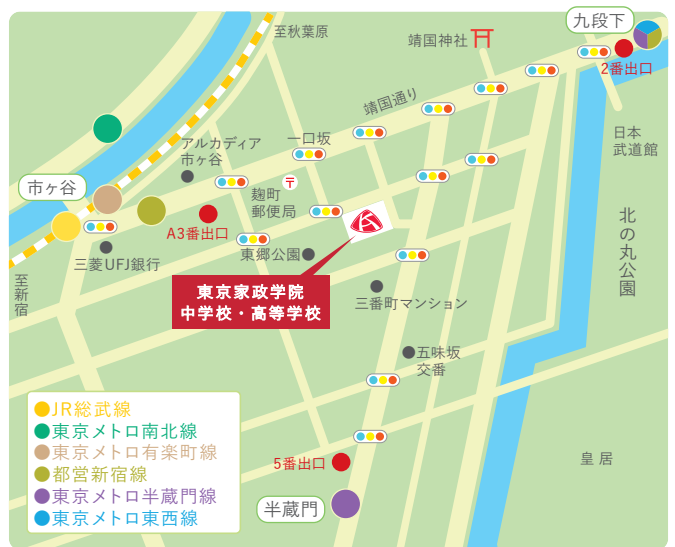 九段下
至秋葉原
靖国神社
2番出口
靖国通り
アルカディア
市ヶ谷
一口坂
日本
武道館
市ヶ谷
麹町
郵便局
A3番出口
北の丸公園
三菱UFJ銀行
東郷公園
至新宿
東京家政学院
中学校・高等学校
三番町マンション
五味坂
交番
JR総武線
東京メトロ南北線
東京メトロ有楽町線
都営新宿線
東京メトロ半蔵門線
東京メトロ東西線
5番出口
皇居
半蔵門